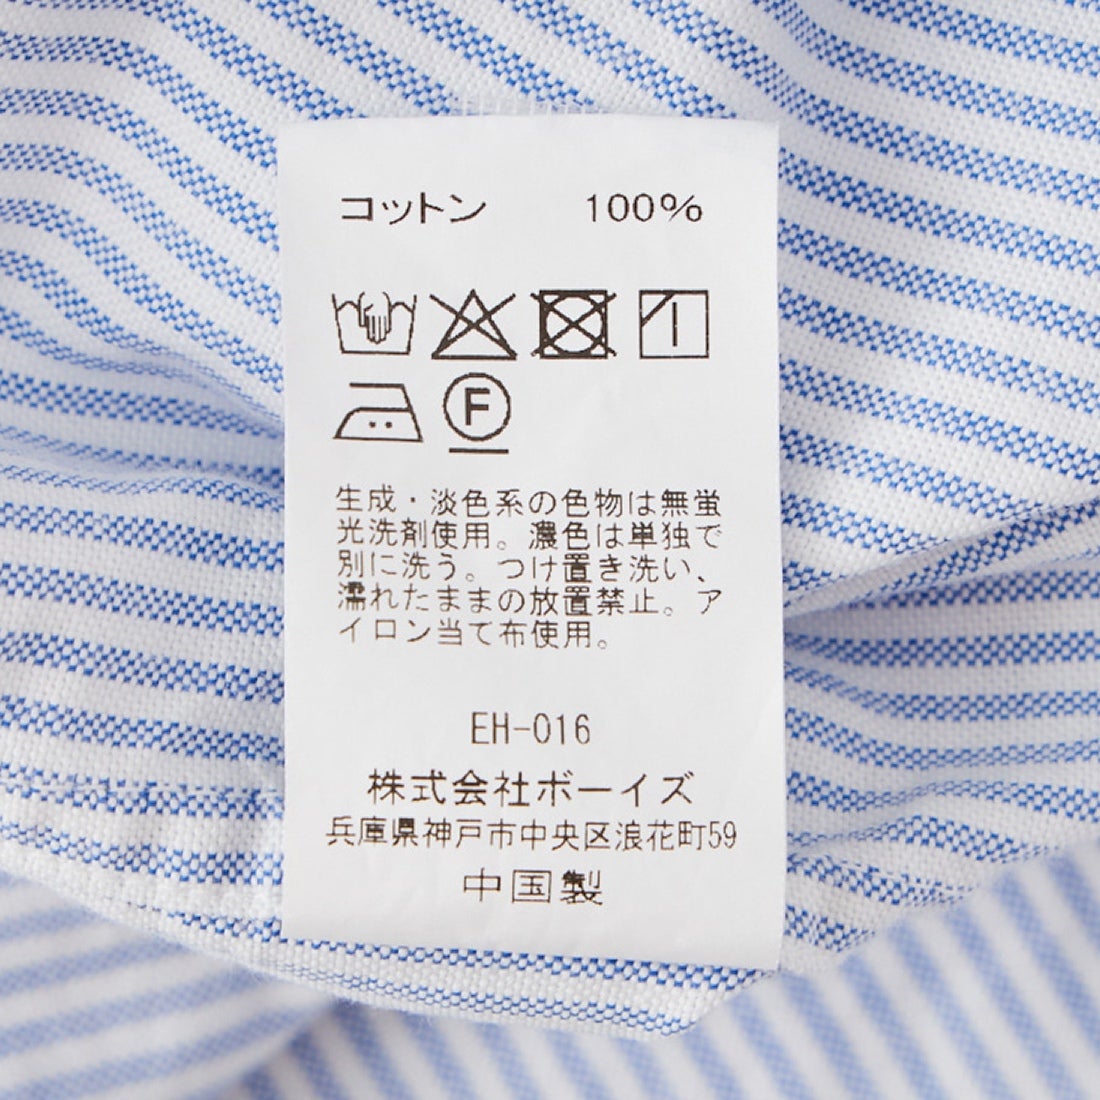 コットン 100%
F
生成・淡色系の色物は無蛍
光洗剤使用。濃色は単独で
別に洗う。つけ置き洗い、
濡れたままの放置禁止。ア
イロン当て布使用。
EH-016
株式会社ボーイズ
兵庫県神戸市中央区浪花町59
中国製